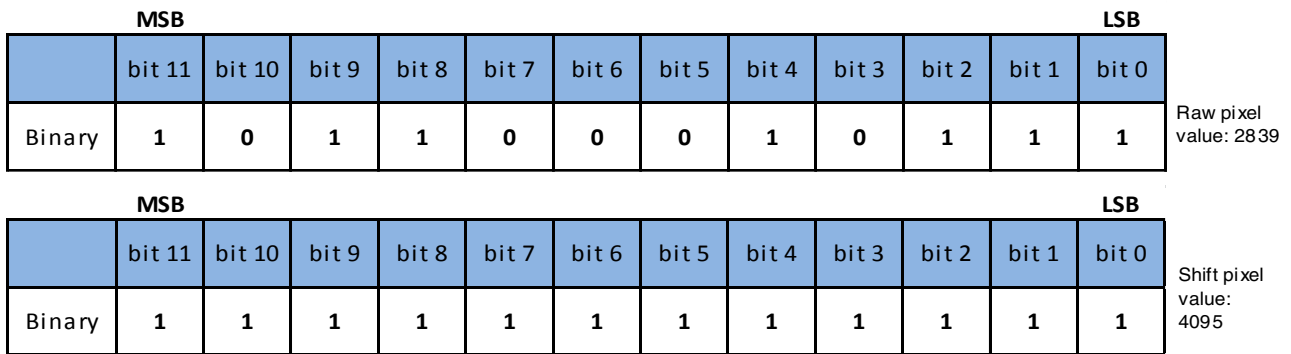 MSB LSB
bit 11 bit 10 bit 9 bit 8 bit 7 bit 6 bit 5 bit 4 bit 3 bit 2 bit 1 bit 0
Binary 1 0 1 1 0 0 0 1 0 1 1 1
Raw pixel
value: 2839
MSB LSB
bit 11 bit 10 bit 9 bit 8 bit 7 bit 6 bit 5 bit 4 bit 3 bit 2 bit 1 bit 0
Binary 1 1 1 1 1 1 1 1 1 1 1 1
Shift pixel
value:
4095